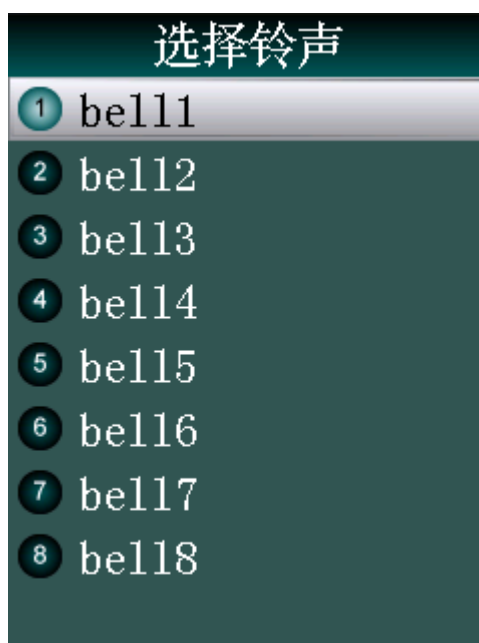 选择铃声
1 bell1
2 bell2
3 bell3
4 bell4
5 bell5
6 bell6
7 bell7
8 bell8